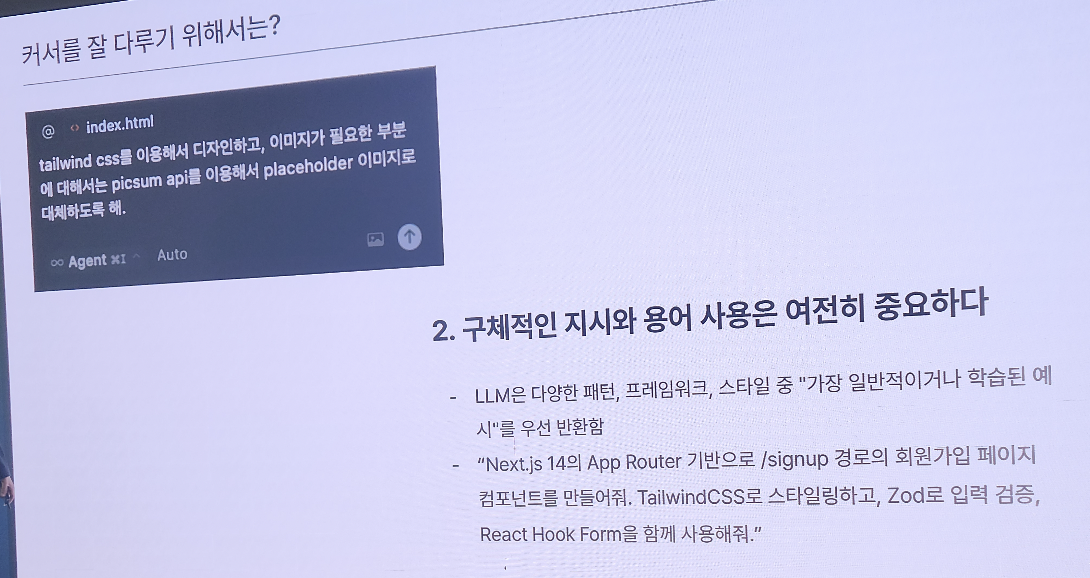 커서를 잘 다루기 위해서는?
@ <> index.html
tailwind css를 이용해서 디자인하고, 이미지가 필요한 부분
에 대해서는 picsum api를 이용해서 placeholder 이미지로
대체하도록 해.
∞ Agent ⌘I ^ Auto
2. 구체적인 지시와 용어 사용은 여전히 중요하다
- LLM은 다양한 패턴, 프레임워크, 스타일 중 "가장 일반적이거나 학습된 예
시"를 우선 반환함
- “Next.js 14의 App Router 기반으로 /signup 경로의 회원가입 페이지
컴포넌트를 만들어줘. TailwindCSS로 스타일링하고, Zod로 입력 검증,
React Hook Form을 함께 사용해줘.”